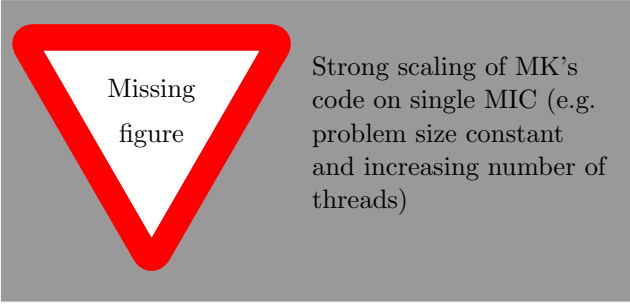 Missing
figure
Strong scaling of MK's
code on single MIC (e.g.
problem size constant
and increasing number of
threads)